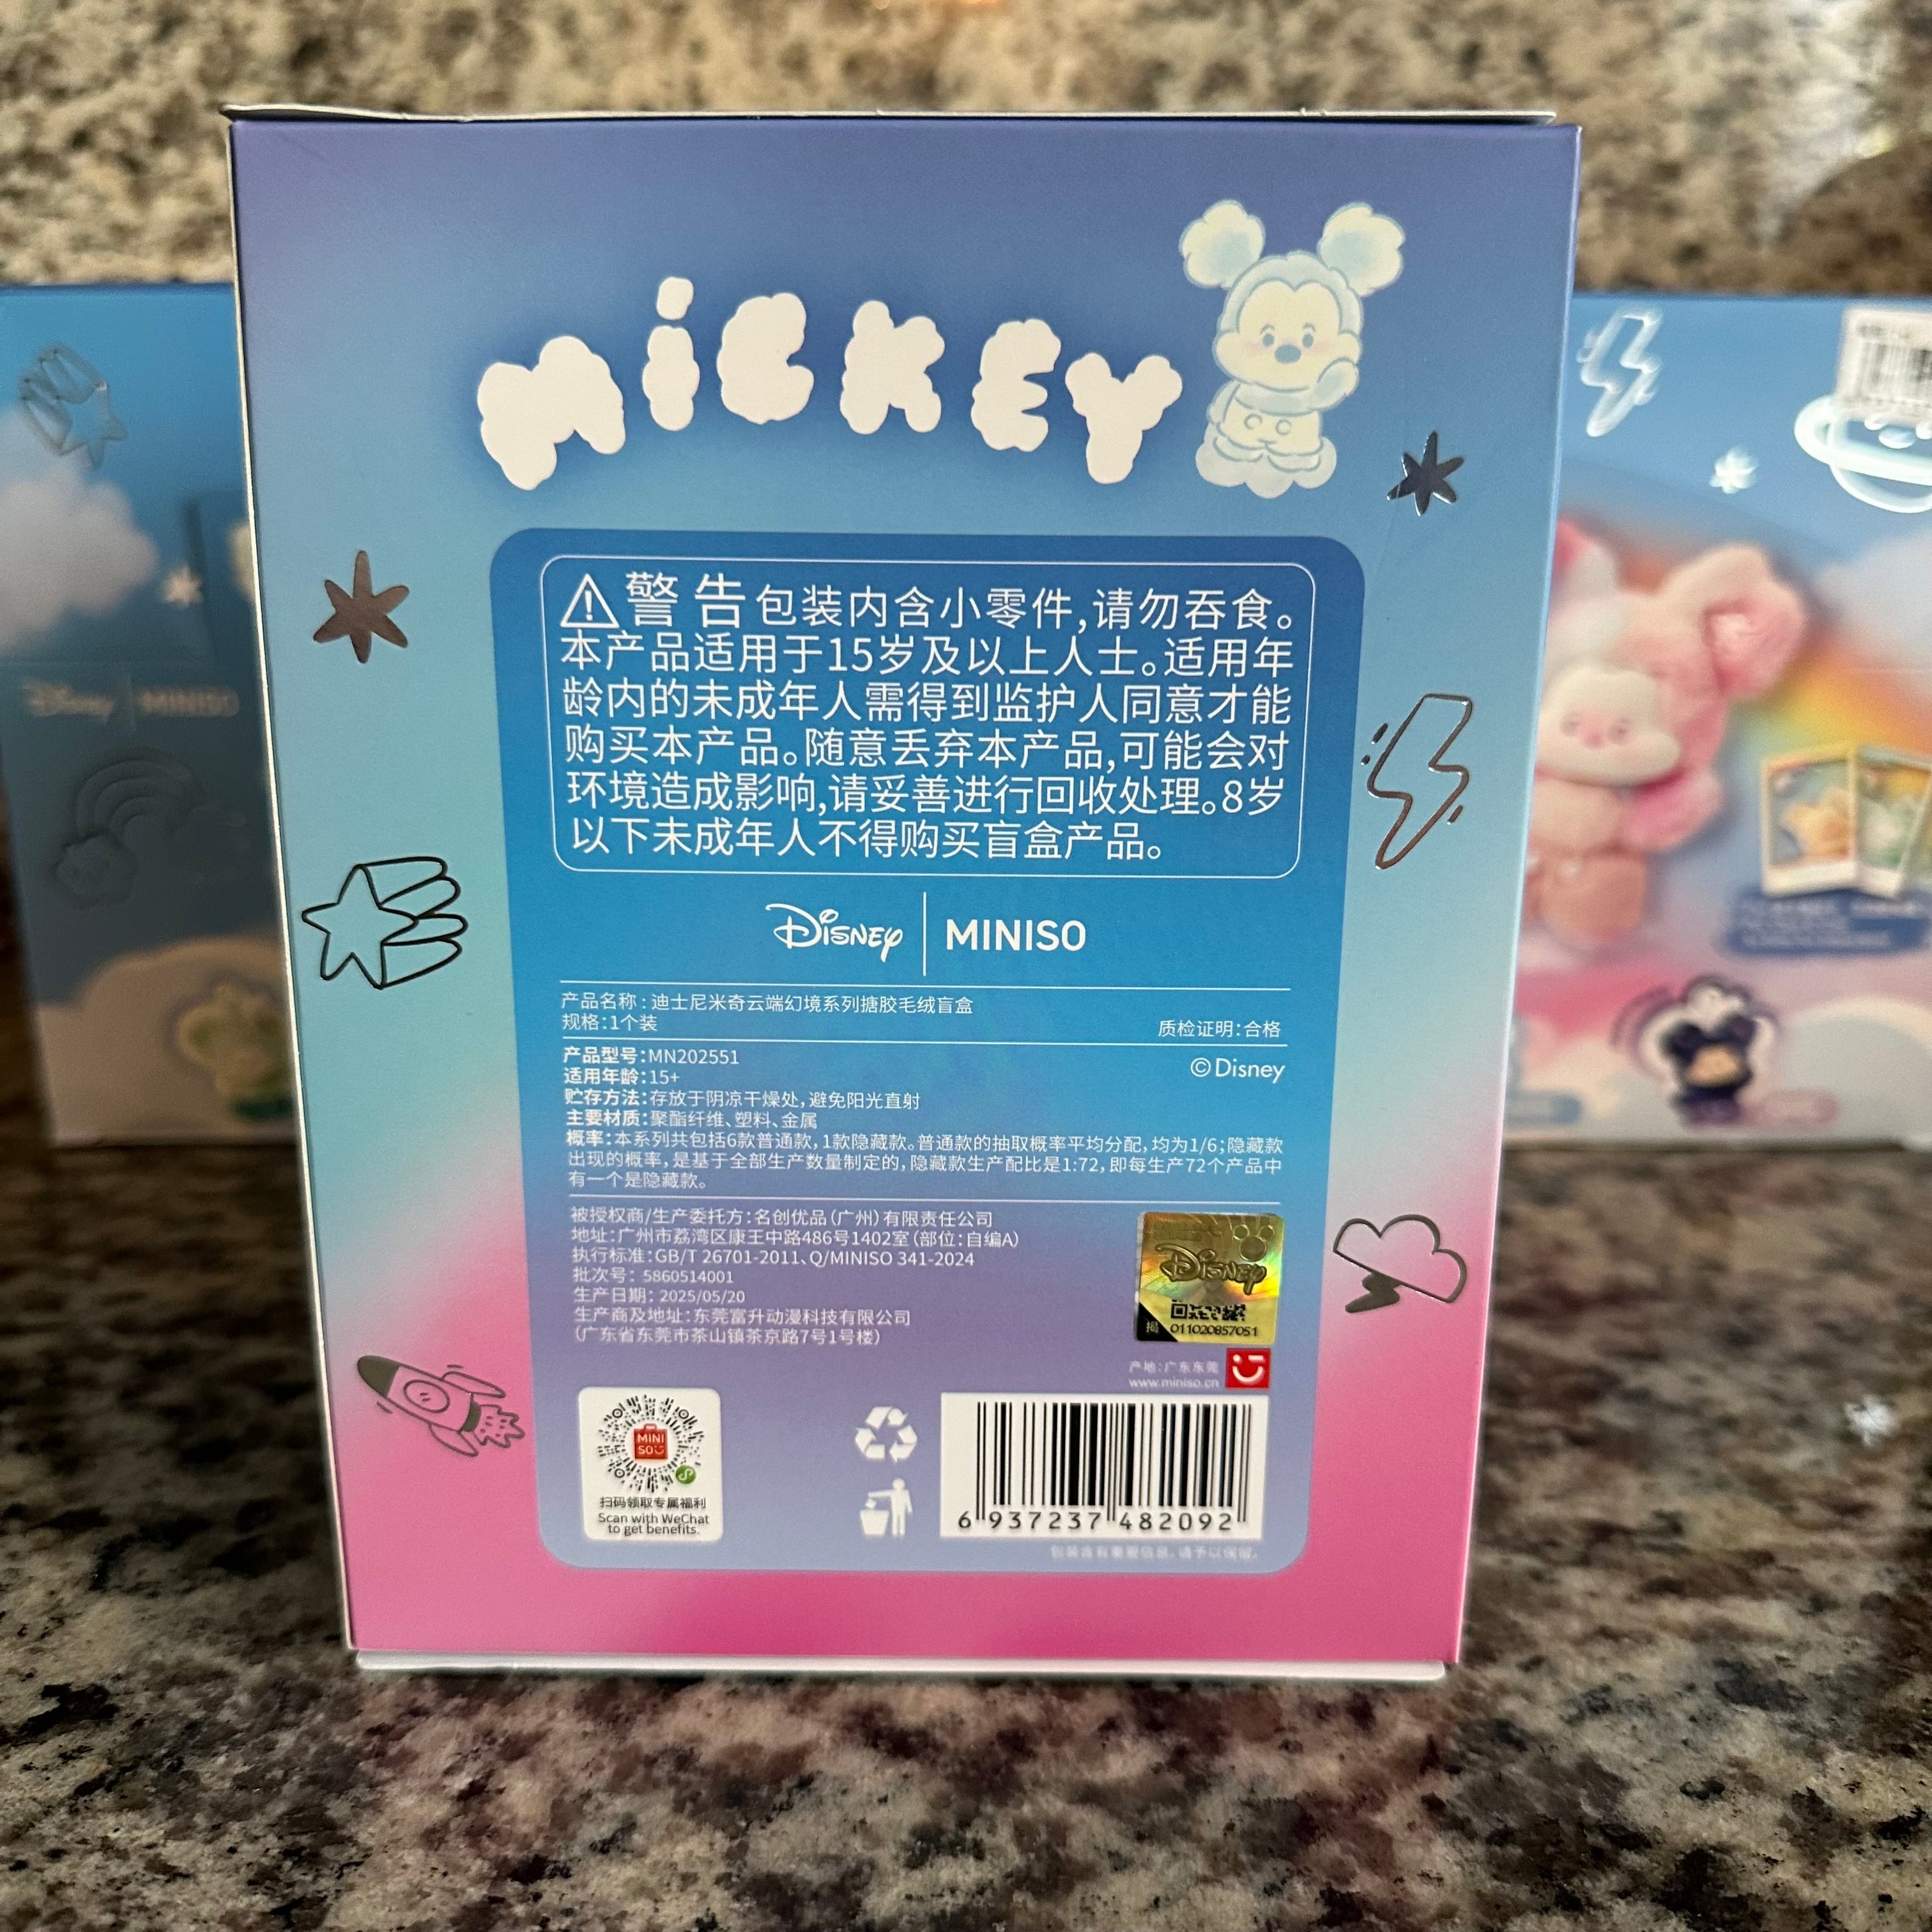 MICKEY
警告包装内含小零件,请勿吞食。
本产品适用于15岁及以上人士。适用年
龄内的未成年人需得到监护人同意才能
购买本产品。随意丢弃本产品,可能会对
环境造成影响,请妥善进行回收处理。8岁
以下未成年人不得购买盲盒产品。
Disney | MINISO
产品名称:迪士尼米奇云端幻境系列搪胶毛绒盲盒
规格:1个装
质检证明:合格
产品型号:MN202551
©Disney
适用年龄:15+
贮存方法:存放于阴凉干燥处,避免阳光直射
主要材质:聚酯纤维、塑料、金属
概率:本系列共包括6款普通款,1款隐藏款。普通款的抽取概率平均分配,均为1/6;隐藏款
出现的概率,是基于全部生产数量制定的,隐藏款生产配比是1:72,即每生产72个产品中
有一个是隐藏款。
被授权商/生产委托方:名创优品(广州)有限责任公司
地址:广州市荔湾区康王中路486号1402室(部位:自编A)
执行标准:GB/T 26701-2011、Q/MINISO 341-2024
批次号: 5860514001
生产日期: 2025/05/20
生产商及地址:东莞富升动漫科技有限公司
(广东省东莞市茶山镇茶京路7号1号楼)
Disney
揭 011020857051
产地:广东东莞
www.miniso.cn
MINI
SO
扫码领取专属福利
Scan with WeChat
to get benefits.
6 937237 482092
包装含有重要信息,请予以保留。
Disney | MINISO